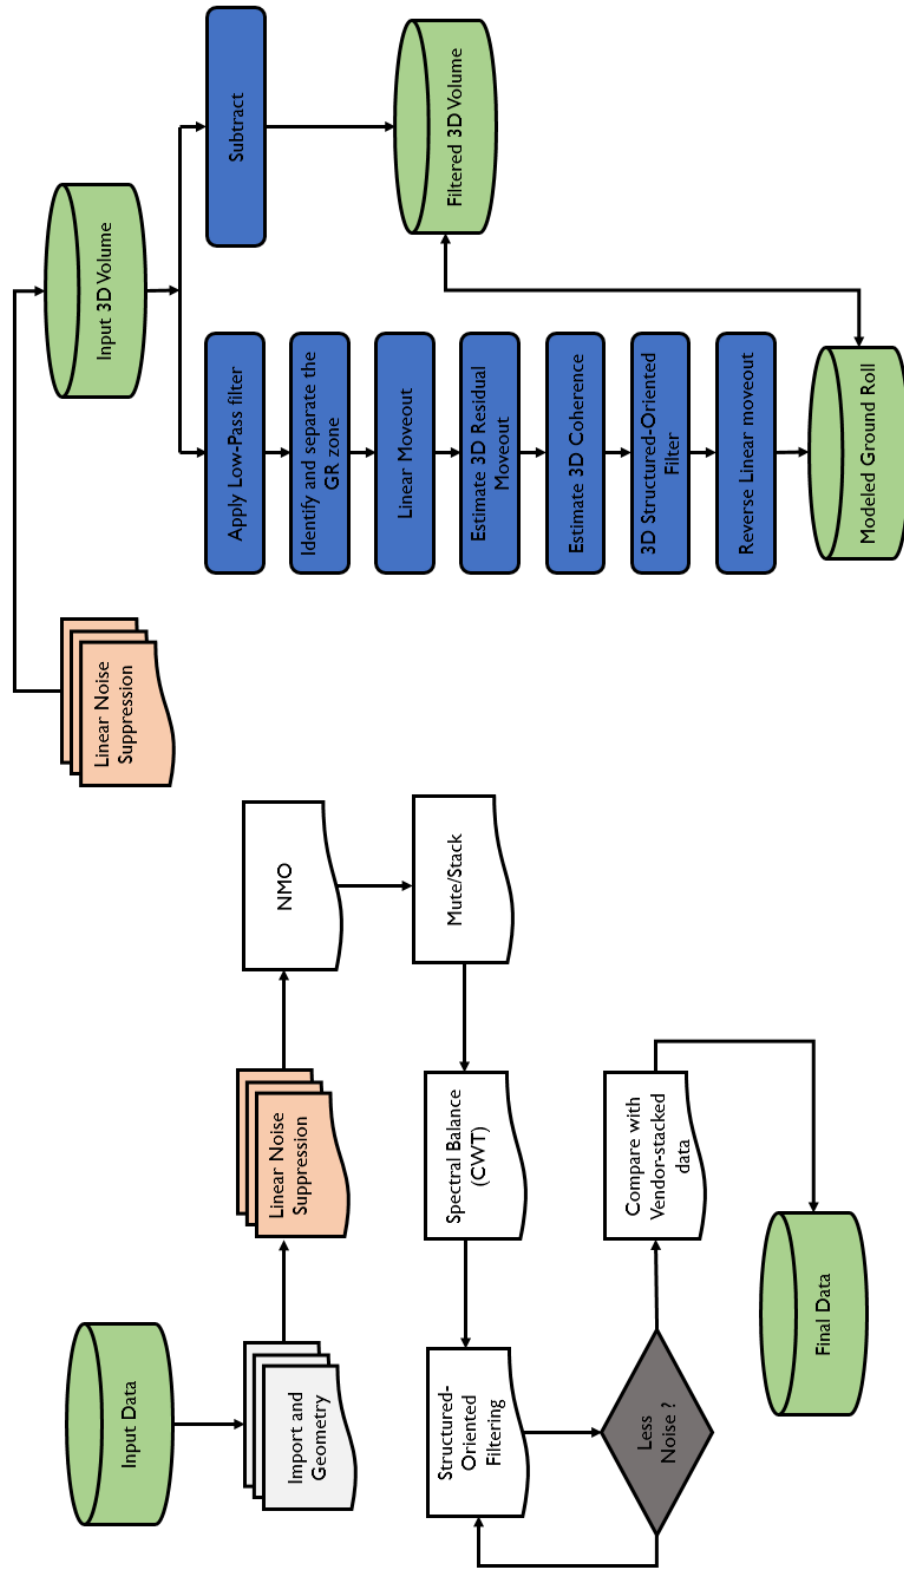 Input Data
Import and
Geometry
Linear Noise
Suppression
NMO
Mute/Stack
Spectral Balance
(CWT)
Structured-
Oriented
Filtering
Less
Noise ?
Compare with
Vendor-stacked
data
Final Data
Linear Noise
Suppression
Input 3D Volume
Apply Low-Pass filter
Identify and separate the
GR zone
Linear Moveout
Estimate 3D Residual
Moveout
Estimate 3D Coherence
3D Structured-Oriented
Filter
Reverse Linear moveout
Modeled Ground Roll
Subtract
Filtered 3D Volume